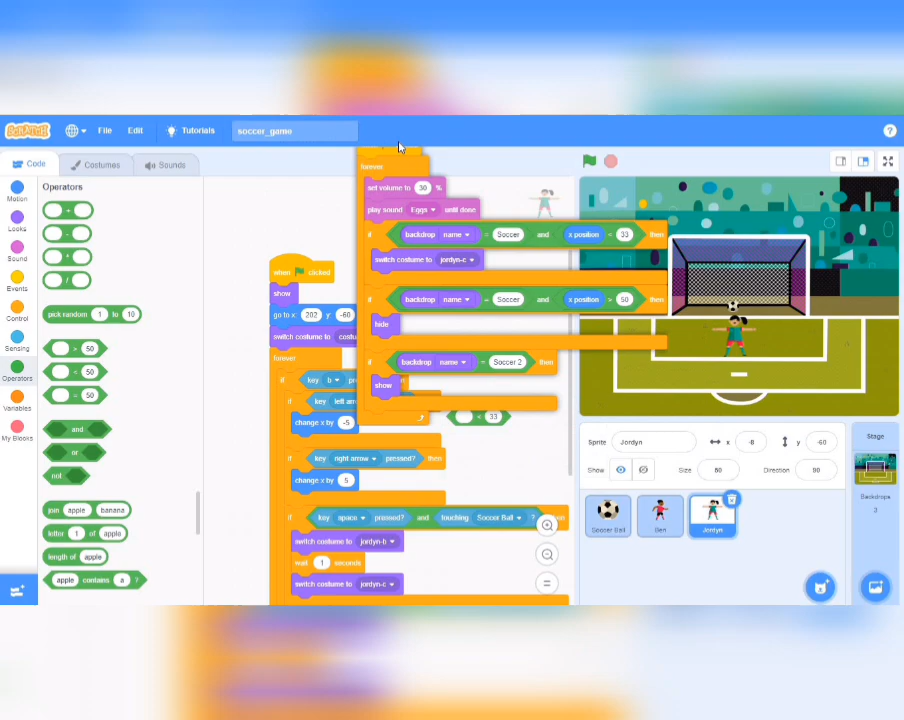 SCRATCH File Edit Tutorials soccer_game ?
Code Costumes Sounds
Motion
Looks
Sound
Events
Control
Sensing
Operators
Variables
My Blocks
Operators
+
-
*
/
pick random 1 to 10
> 50
< 50
= 50
and
or
not
join apple banana
letter 1 of apple
length of apple
apple contains a ?
when clicked
show
go to x: 202 y: -60
switch costume to
forever
if key b
if key left
change x by -5
if key right arrow pressed? then
change x by 5
if key space pressed? and touching Soccer Ball ?
switch costume to jordyn-b
wait 1 seconds
switch costume to jordyn-c
forever
set volume to 30 %
play sound Eggs until done
if backdrop name = Soccer and x position < 33 then
switch costume to jordyn-c
if backdrop name = Soccer and x position > 50 then
hide
if backdrop name = Soccer 2 then
show
< 33
Sprite Jordyn x -8 y -60
Show Size 80 Direction 90
Soccer Ball Ben Jordyn
Stage
Backdrops
3